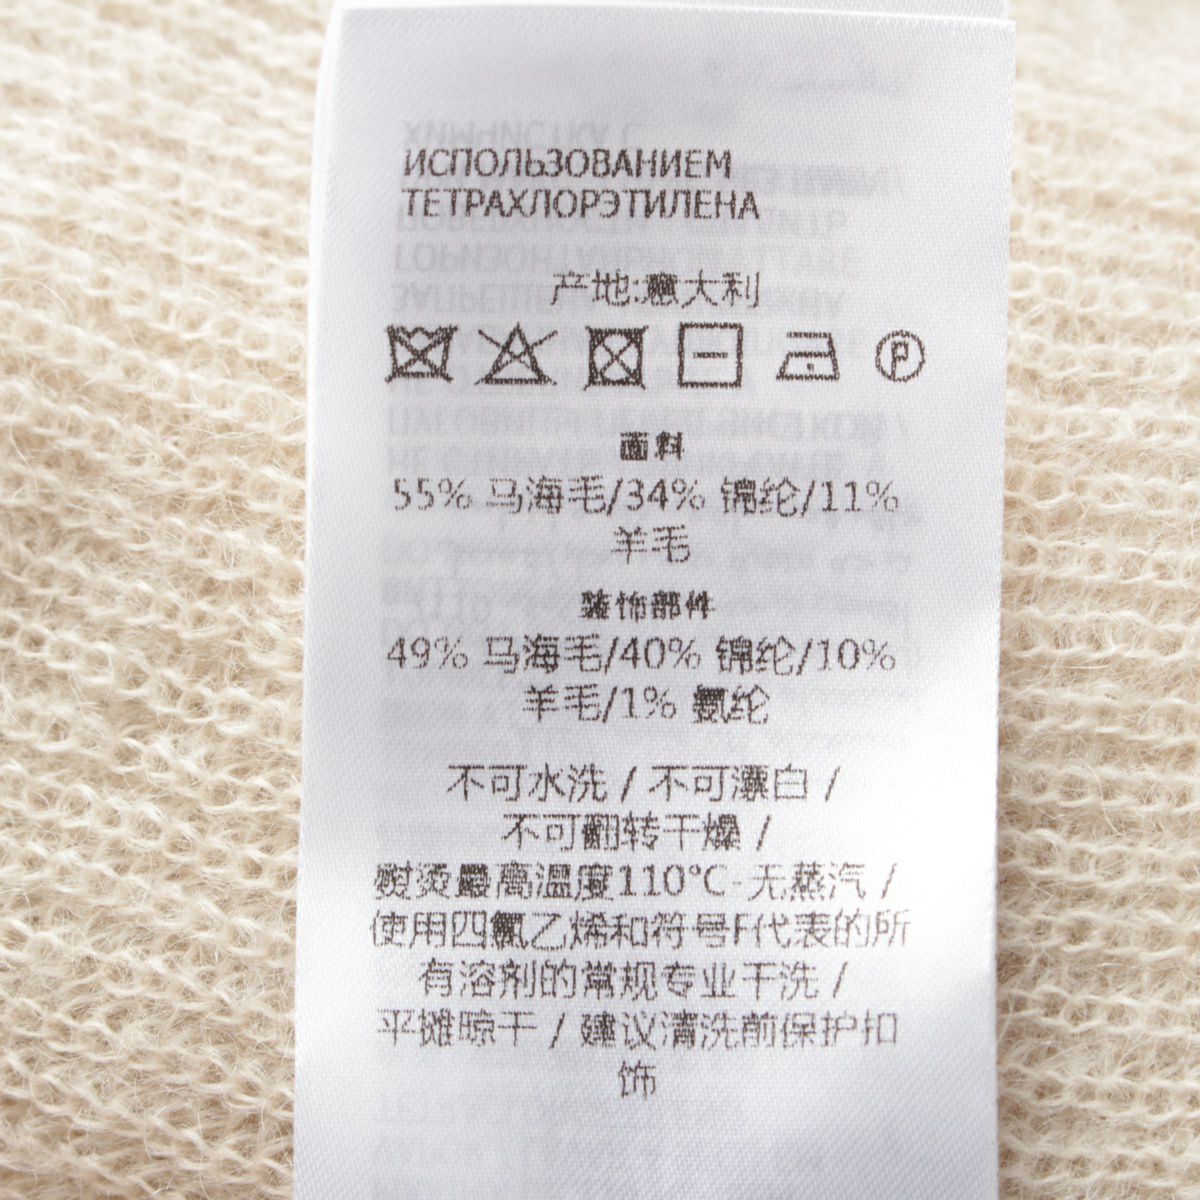 ИСПОЛЬЗОВАНИЕМ
ТЕТРАХЛОРЭТИЛЕНА
产地:意大利
P
面料
55% 马海毛/34% 锦纶/11%
羊毛
装饰部件
49% 马海毛/40% 锦纶/10%
羊毛/1% 氨纶
不可水洗 / 不可漂白 /
不可翻转干燥 /
熨烫最高温度110°C-无蒸汽 /
使用四氯乙烯和符号F代表的所
有溶剂的常规专业干洗 /
平摊晾干 / 建议清洗前保护扣
饰